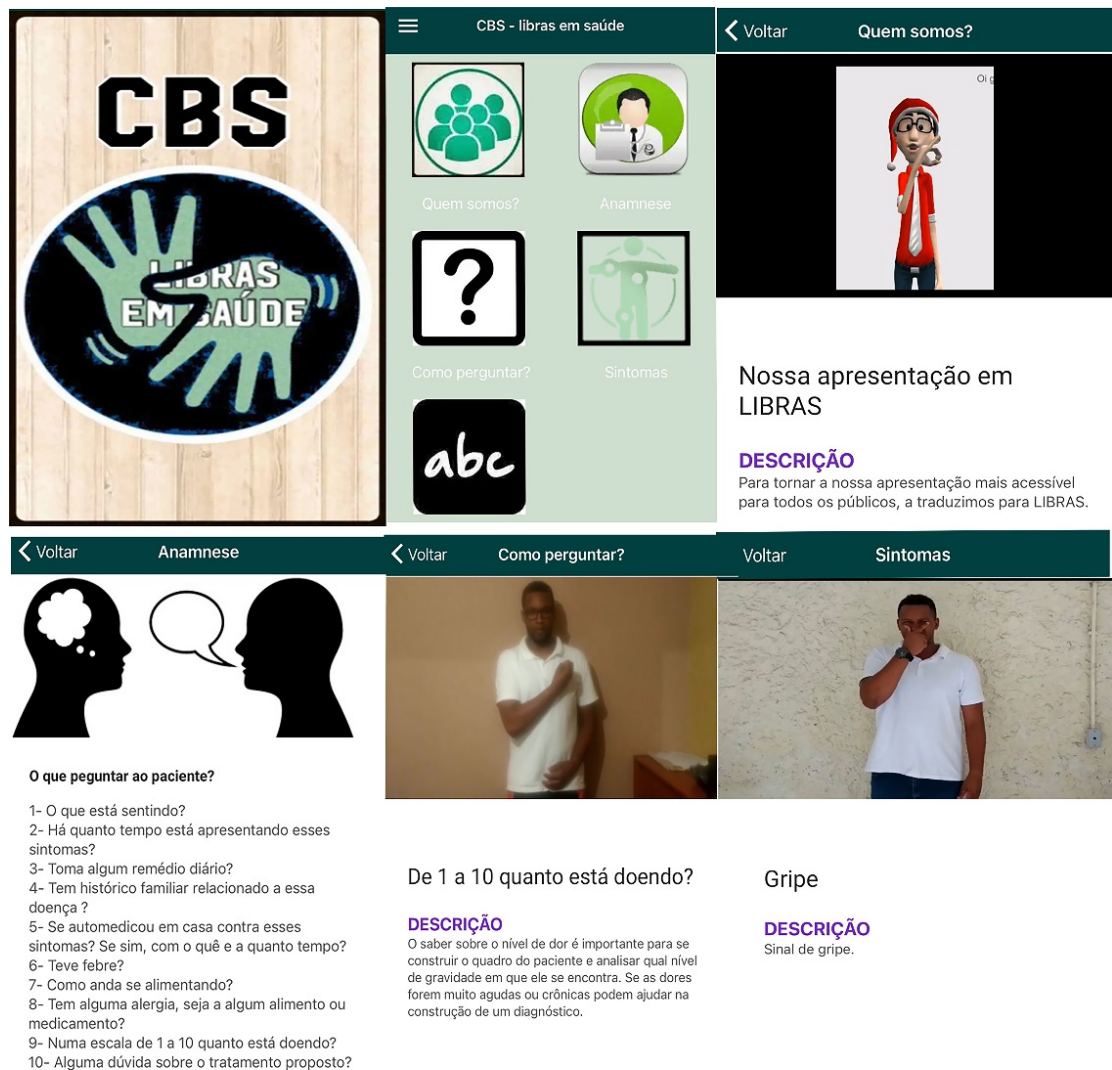 CBS
LIBRAS
EM SAÚDE
CBS - libras em saúde
Quem somos?
Anamnese
Como perguntar?
Sintomas
abc
Voltar
Quem somos?
Oi g
Nossa apresentação em
LIBRAS
DESCRIÇÃO
Para tornar a nossa apresentação mais acessível
para todos os públicos, a traduzimos para LIBRAS.
Voltar
Anamnese
O que peguntar ao paciente?
1- O que está sentindo?
2- Há quanto tempo está apresentando esses
sintomas?
3- Toma algum remédio diário?
4- Tem histórico familiar relacionado a essa
doença ?
5- Se automedicou em casa contra esses
sintomas? Se sim, com o quê e a quanto tempo?
6- Teve febre?
7- Como anda se alimentando?
8- Tem alguma alergia, seja a algum alimento ou
medicamento?
9- Numa escala de 1 a 10 quanto está doendo?
10- Alguma dúvida sobre o tratamento proposto?
Voltar
Como perguntar?
De 1 a 10 quanto está doendo?
DESCRIÇÃO
O saber sobre o nível de dor é importante para se
construir o quadro do paciente e analisar qual nível
de gravidade em que ele se encontra. Se as dores
forem muito agudas ou crônicas podem ajudar na
construção de um diagnóstico.
Voltar
Sintomas
Gripe
DESCRIÇÃO
Sinal de gripe.